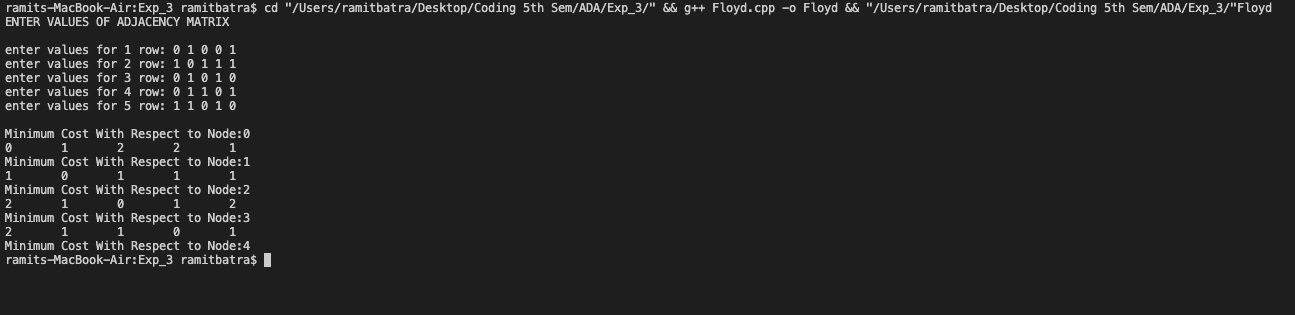 ramits-MacBook-Air:Exp_3 ramitbatra$ cd "/Users/ramitbatra/Desktop/Coding 5th Sem/ADA/Exp_3/" && g++ Floyd.cpp -o Floyd && "/Users/ramitbatra/Desktop/Coding 5th Sem/ADA/Exp_3/"Floyd
ENTER VALUES OF ADJACENCY MATRIX
enter values for 1 row: 0 1 0 0 1
enter values for 2 row: 1 0 1 1 1
enter values for 3 row: 0 1 0 1 0
enter values for 4 row: 0 1 1 0 1
enter values for 5 row: 1 1 0 1 0
Minimum Cost With Respect to Node:0
0 1 2 2 1
Minimum Cost With Respect to Node:1
1 0 1 1 1
Minimum Cost With Respect to Node:2
2 1 0 1 2
Minimum Cost With Respect to Node:3
2 1 1 0 1
Minimum Cost With Respect to Node:4
ramits-MacBook-Air:Exp_3 ramitbatra$